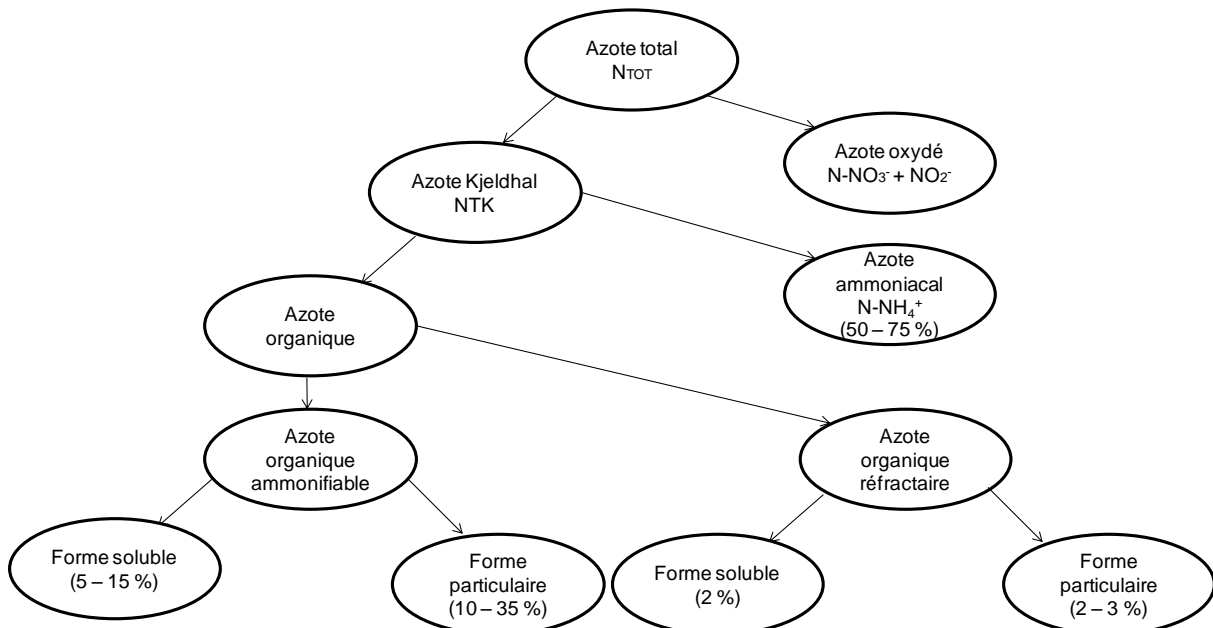 Azote total
NTOT
Azote oxydé
N-NO₃⁻ + NO₂⁻
Azote Kjeldhal
NTK
Azote
ammoniacal
N-NH₄⁺
(50 – 75 %)
Azote
organique
Azote
organique
ammonifiable
Azote
organique
réfractaire
Forme soluble
(5 – 15 %)
Forme
particulaire
(10 – 35 %)
Forme soluble
(2 %)
Forme
particulaire
(2 – 3 %)